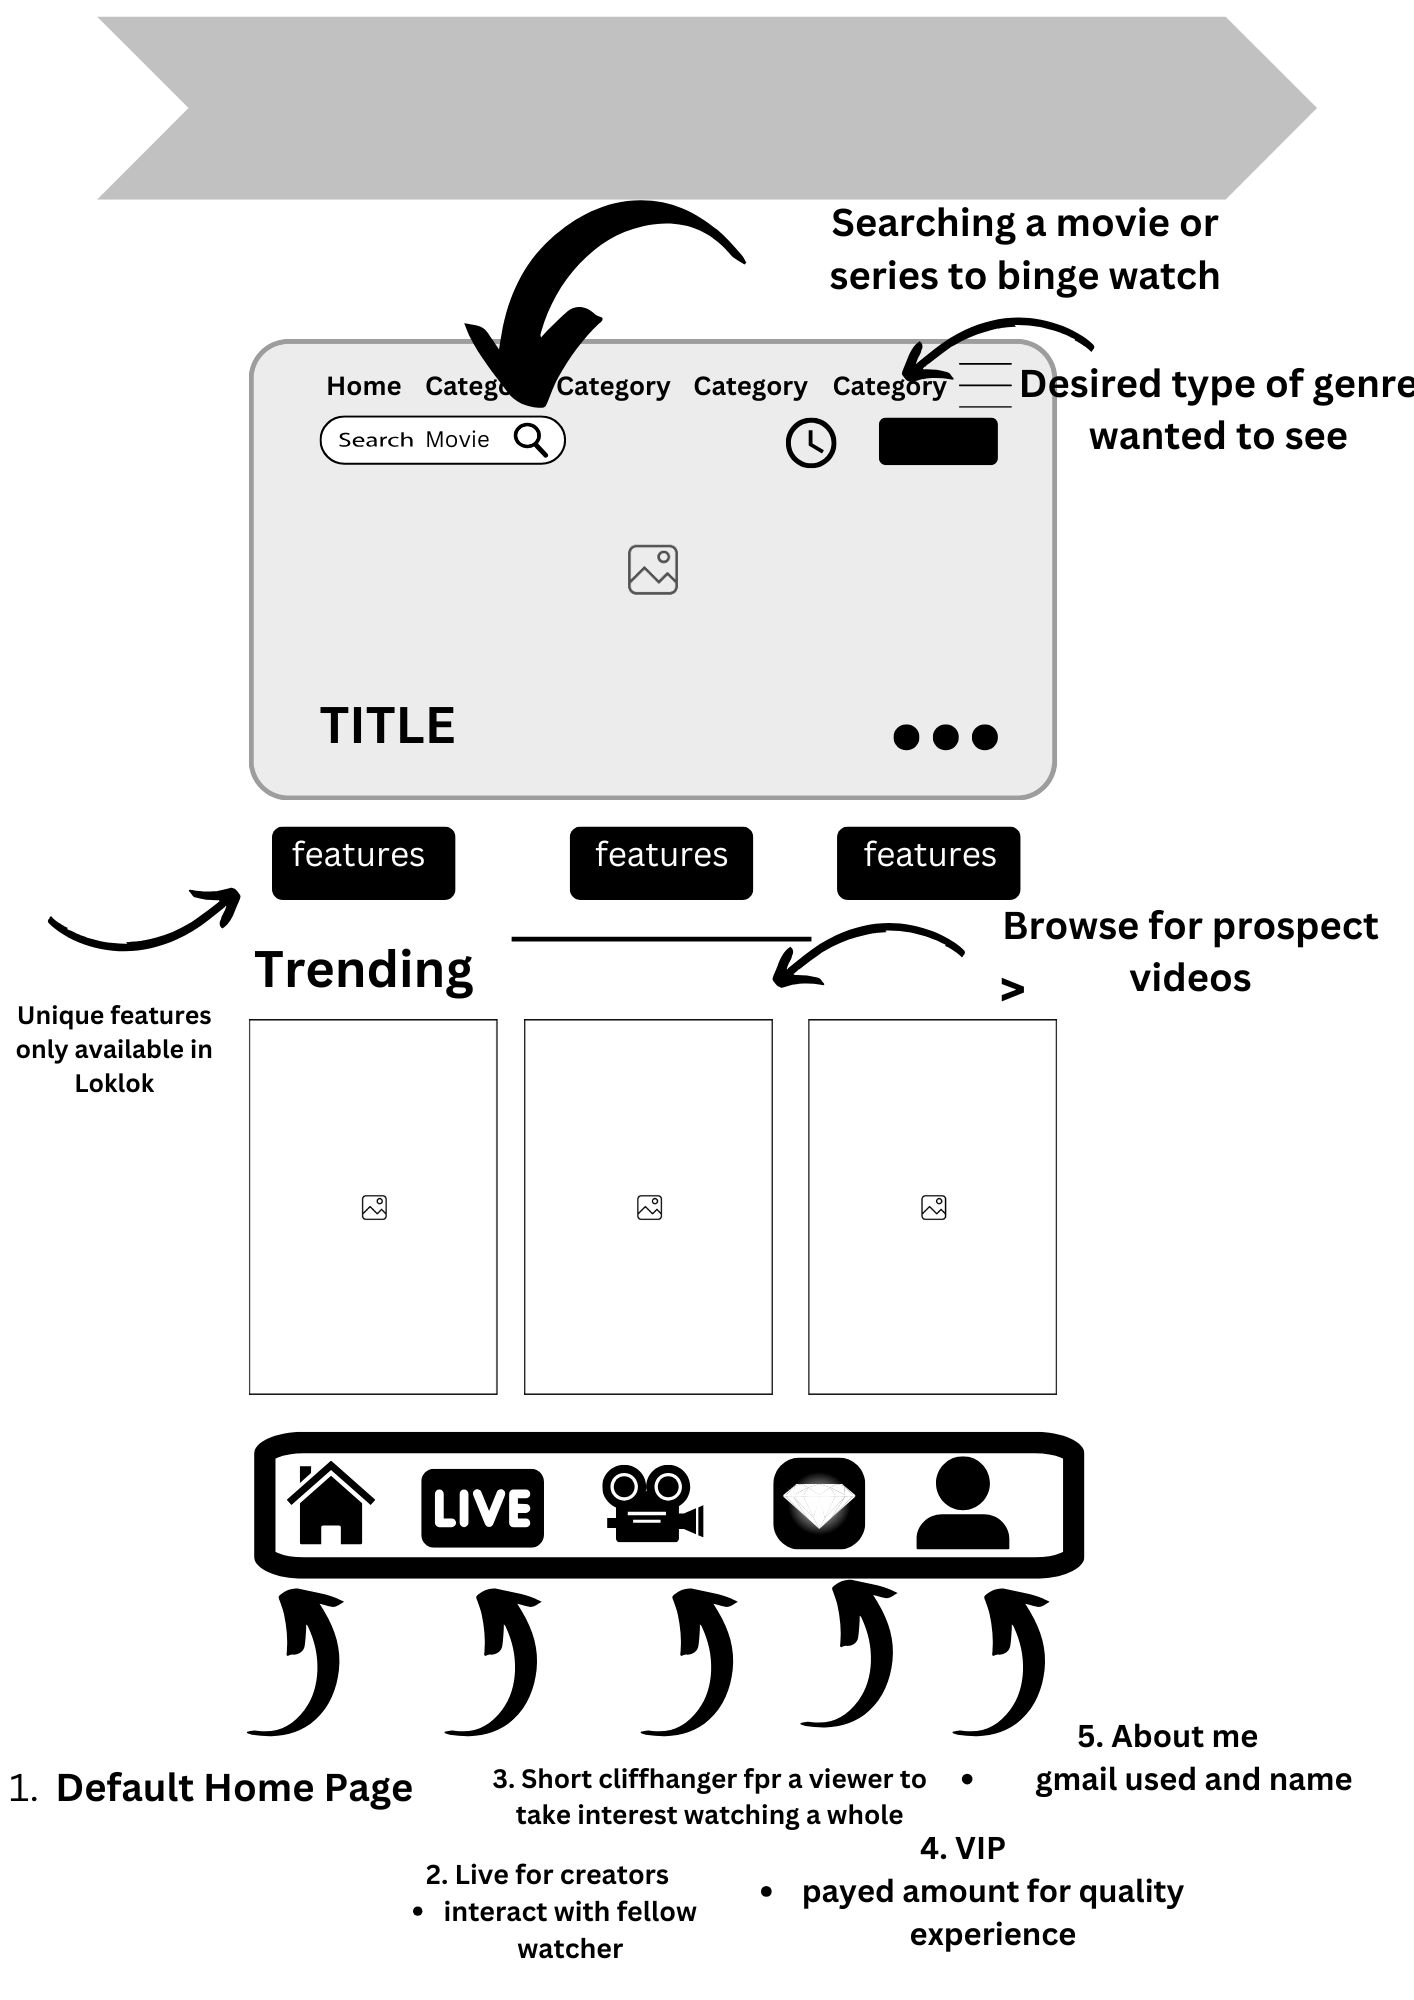 Searching a movie or
series to binge watch
Home Catego Category Category Category
Desired type of genre
wanted to see
Search Movie
TITLE
features features features
Browse for prospect
videos
Trending
>
Unique features
only available in
Loklok
LIVE
5. About me
• gmail used and name
1. Default Home Page
3. Short cliffhanger fpr a viewer to
take interest watching a whole
4. VIP
• payed amount for quality
experience
2. Live for creators
• interact with fellow
watcher